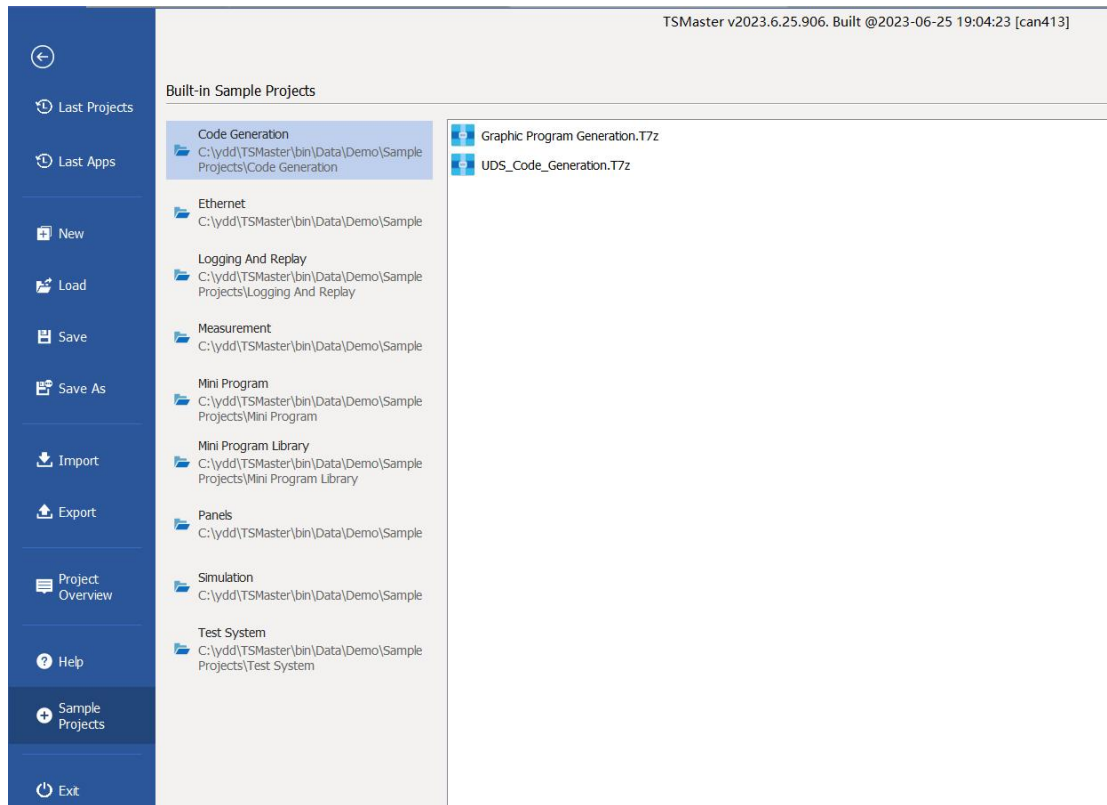 TSMaster v2023.6.25.906. Built @2023-06-25 19:04:23 [can413]
Last Projects
Last Apps
New
Load
Save
Save As
Import
Export
Project
Overview
Help
Sample
Projects
Exit
Built-in Sample Projects
Code Generation
C:\ydd\TSMaster\bin\Data\Demo\Sample
Projects\Code Generation
Ethernet
C:\ydd\TSMaster\bin\Data\Demo\Sample
Logging And Replay
C:\ydd\TSMaster\bin\Data\Demo\Sample
Projects\Logging And Replay
Measurement
C:\ydd\TSMaster\bin\Data\Demo\Sample
Mini Program
C:\ydd\TSMaster\bin\Data\Demo\Sample
Projects\Mini Program
Mini Program Library
C:\ydd\TSMaster\bin\Data\Demo\Sample
Projects\Mini Program Library
Panels
C:\ydd\TSMaster\bin\Data\Demo\Sample
Simulation
C:\ydd\TSMaster\bin\Data\Demo\Sample
Test System
C:\ydd\TSMaster\bin\Data\Demo\Sample
Projects\Test System
Graphic Program Generation.T7z
UDS_Code_Generation.T7z